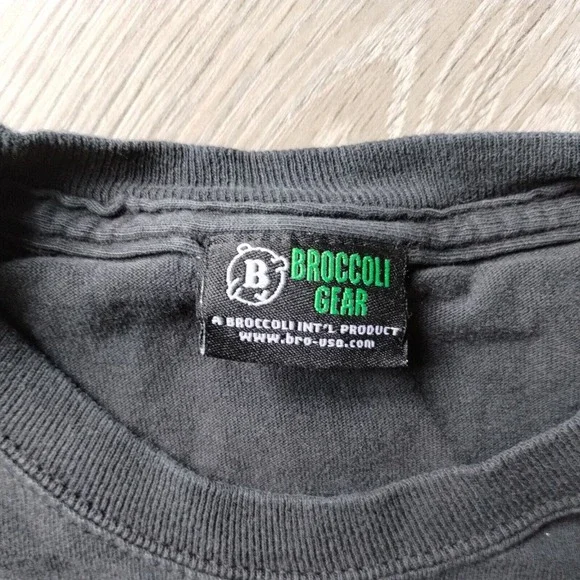 B BROCCOLI
GEAR
A BROCCOLI INT'L PRODUCT
www.bro-usa.com